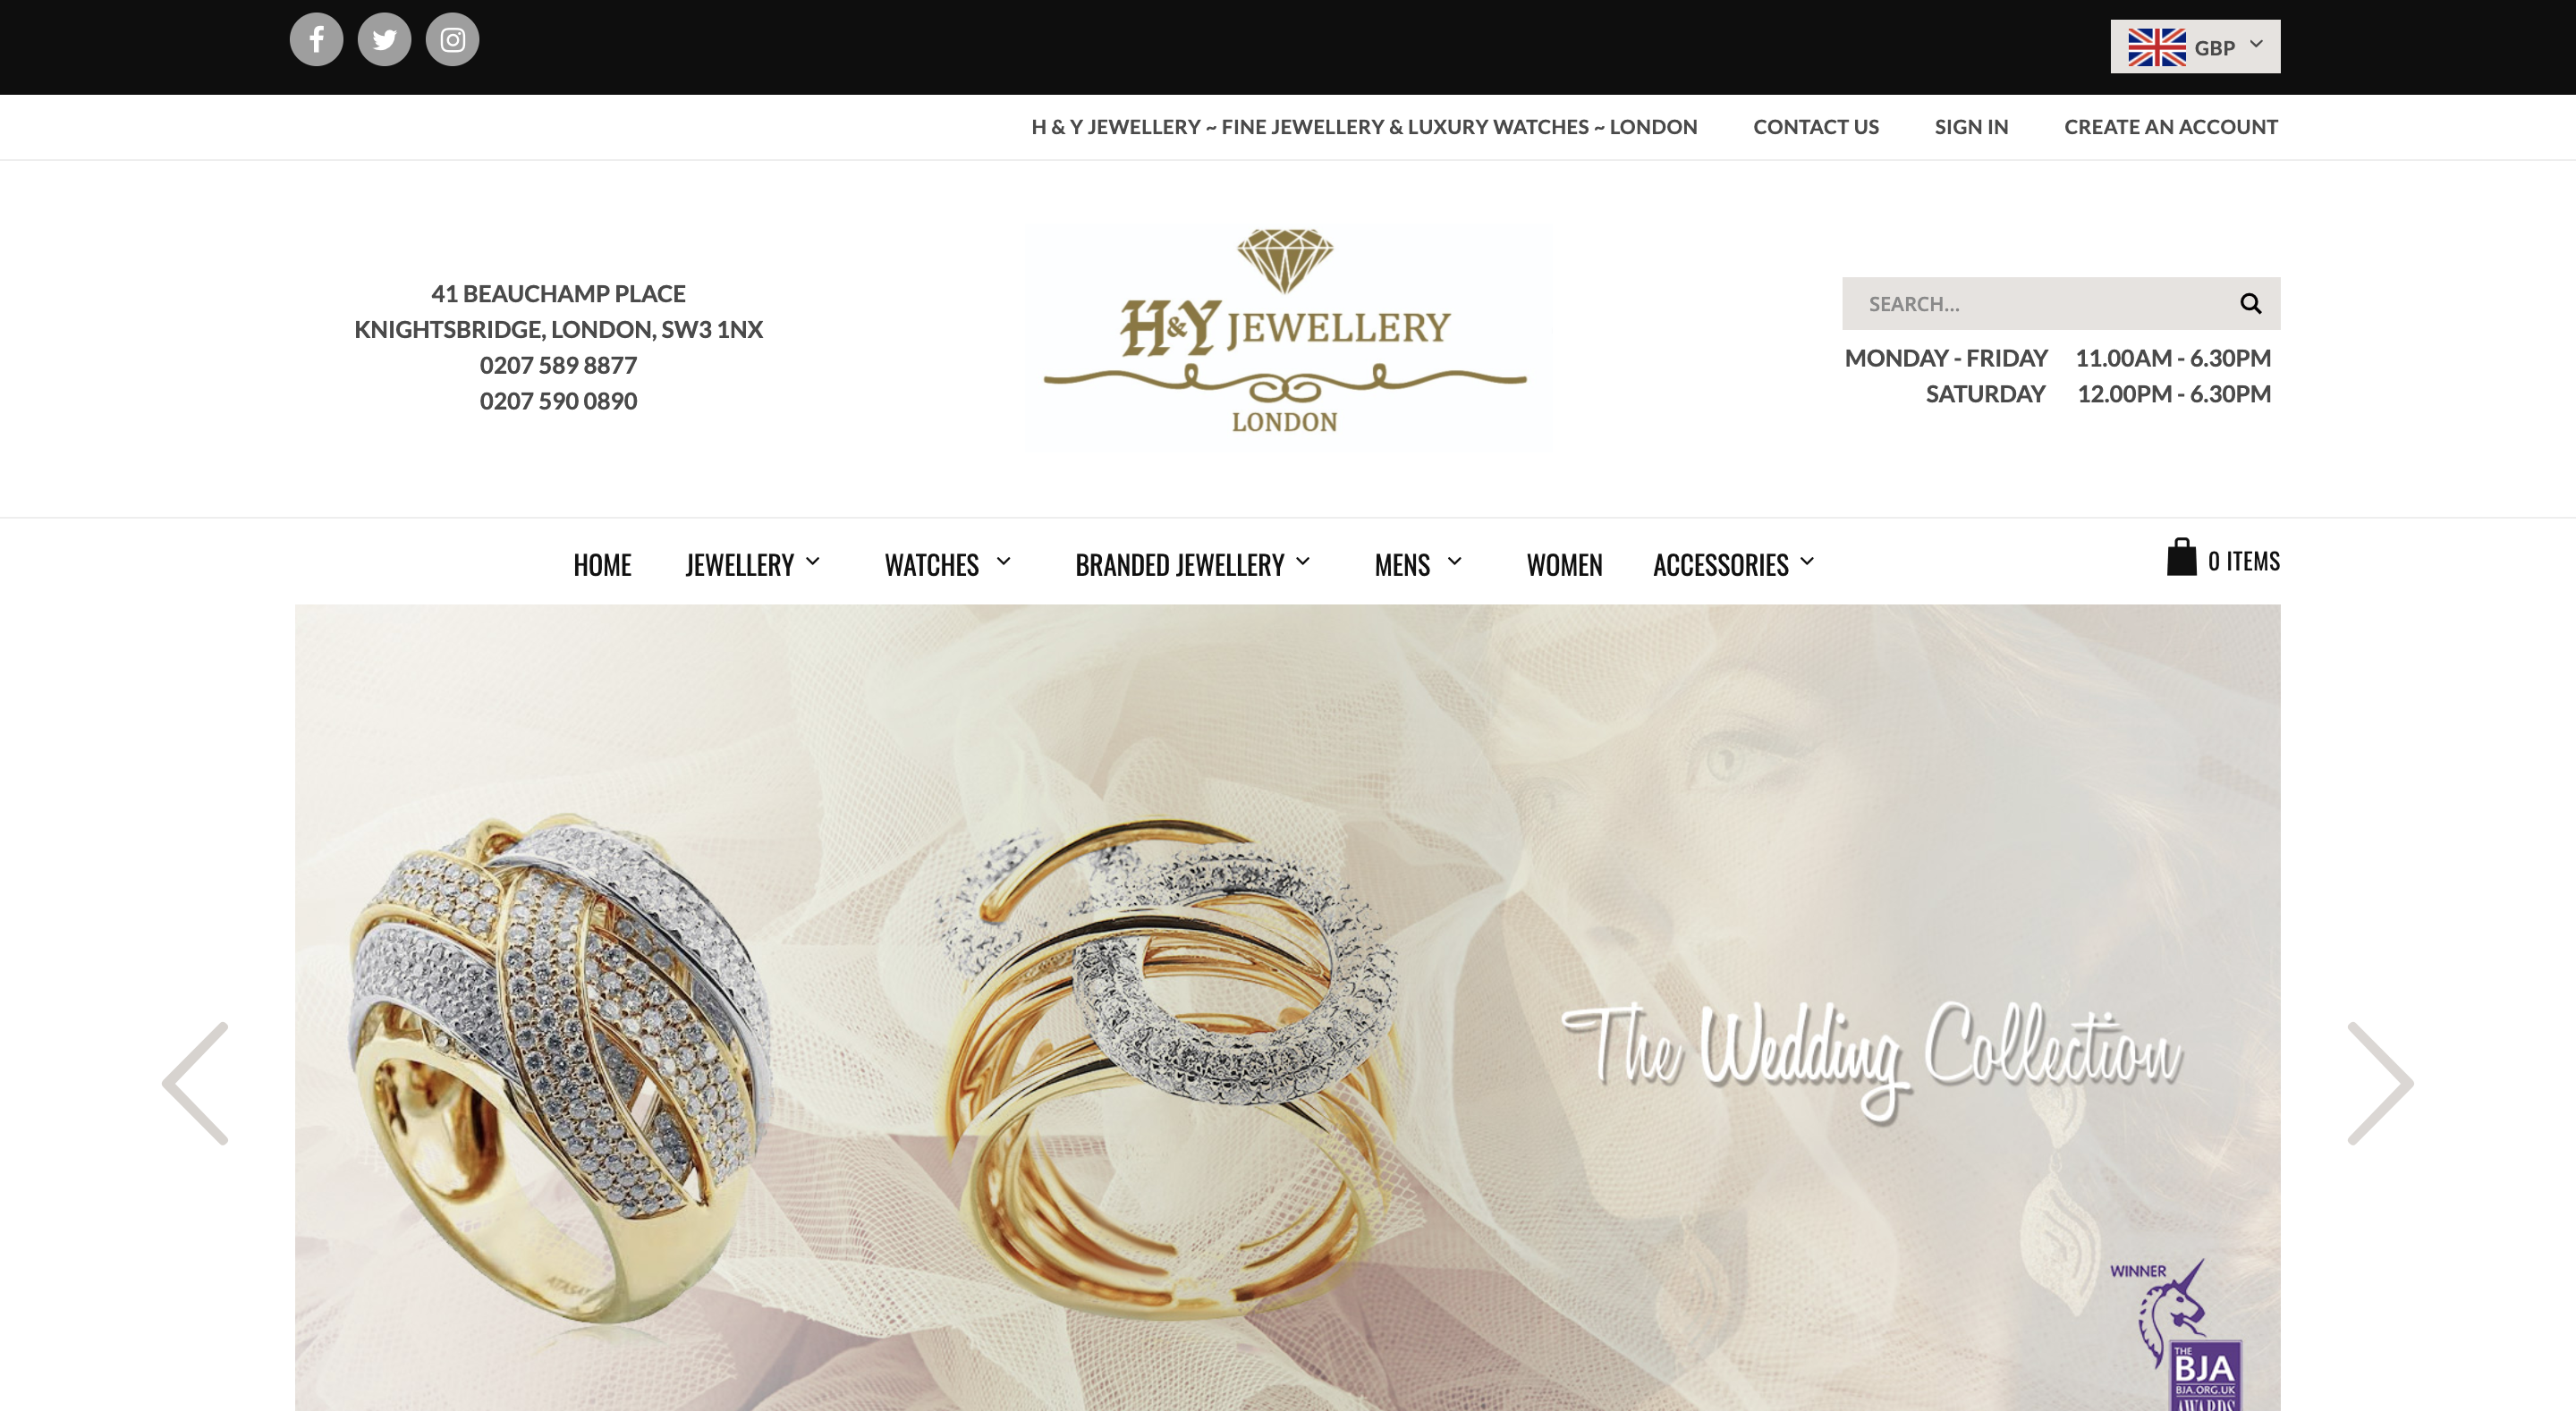 GBP
H & Y JEWELLERY ~ FINE JEWELLERY & LUXURY WATCHES ~ LONDON
CONTACT US
SIGN IN
CREATE AN ACCOUNT
41 BEAUCHAMP PLACE
KNIGHTSBRIDGE, LONDON, SW3 1NX
0207 589 8877
0207 590 0890
H&Y JEWELLERY
LONDON
SEARCH...
MONDAY - FRIDAY 11.00AM - 6.30PM
SATURDAY 12.00PM - 6.30PM
HOME
JEWELLERY
WATCHES
BRANDED JEWELLERY
MENS
WOMEN
ACCESSORIES
0 ITEMS
The Wedding Collection
ATASAY
WINNER
THE
BJA
BJA.ORG.UK
AWARDS